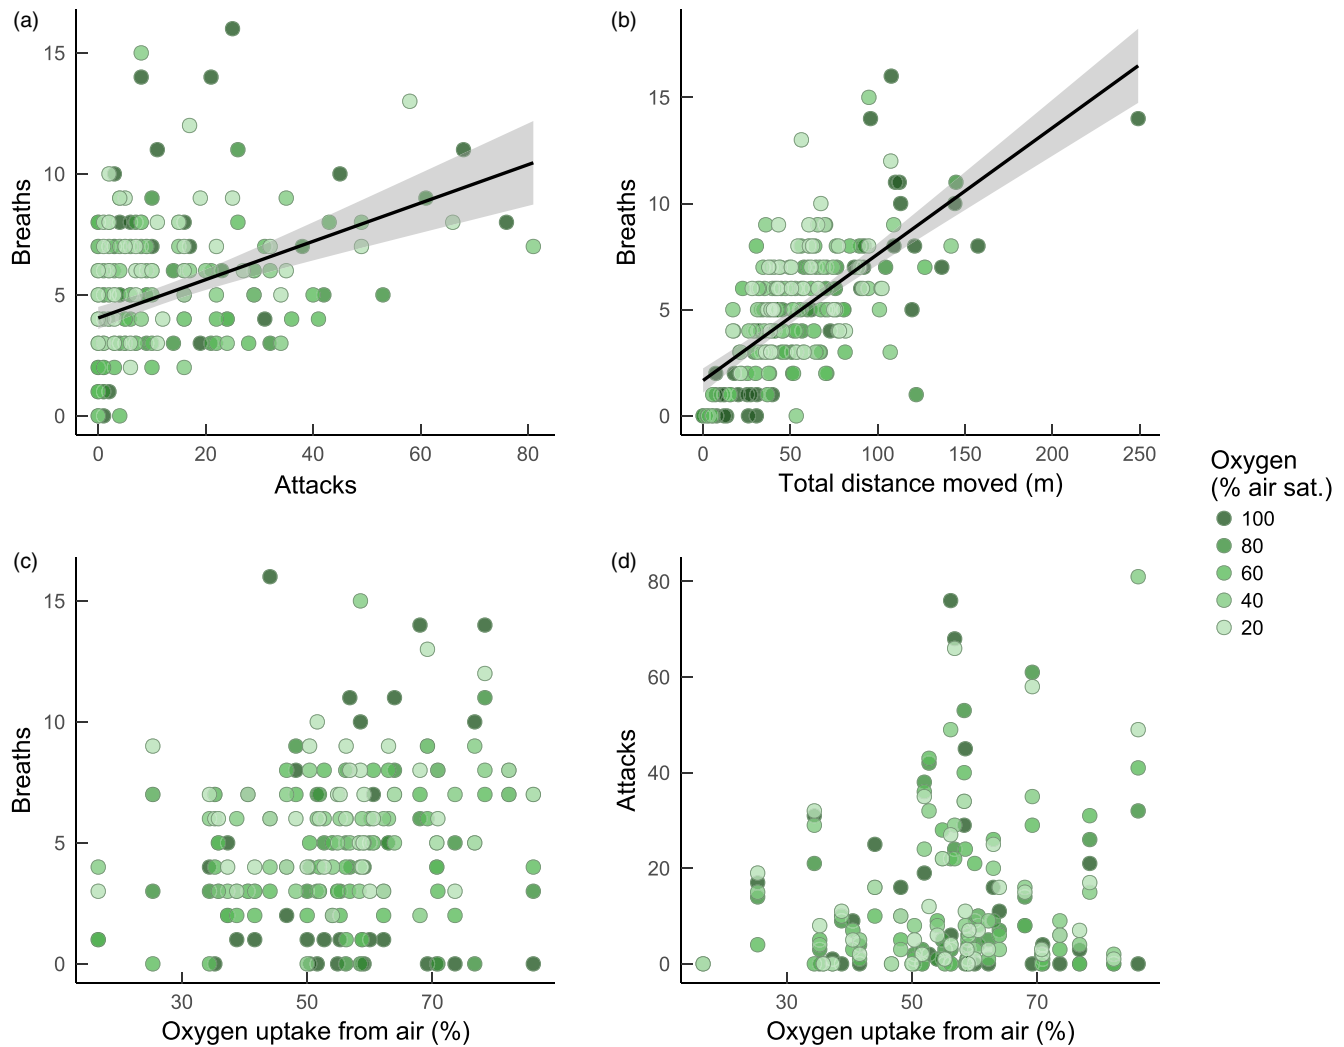 (a)
15
10
5
0
Breaths
0 20 40 60 80
Attacks
(b)
15
10
5
0
Breaths
0 50 100 150 200 250
Total distance moved (m)
Oxygen
(% air sat.)
100
80
60
40
20
(c)
15
10
5
0
Breaths
30 50 70
Oxygen uptake from air (%)
(d)
80
60
40
20
0
Attacks
30 50 70
Oxygen uptake from air (%)